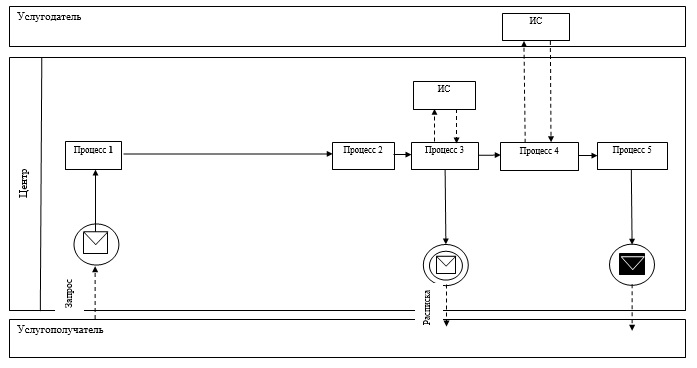 Услугодатель
ИС
ИС
Процесс 1
Процесс 2
Процесс 3
Процесс 4
Процесс 5
Центр
Запрос
Расписка
Услугополучатель